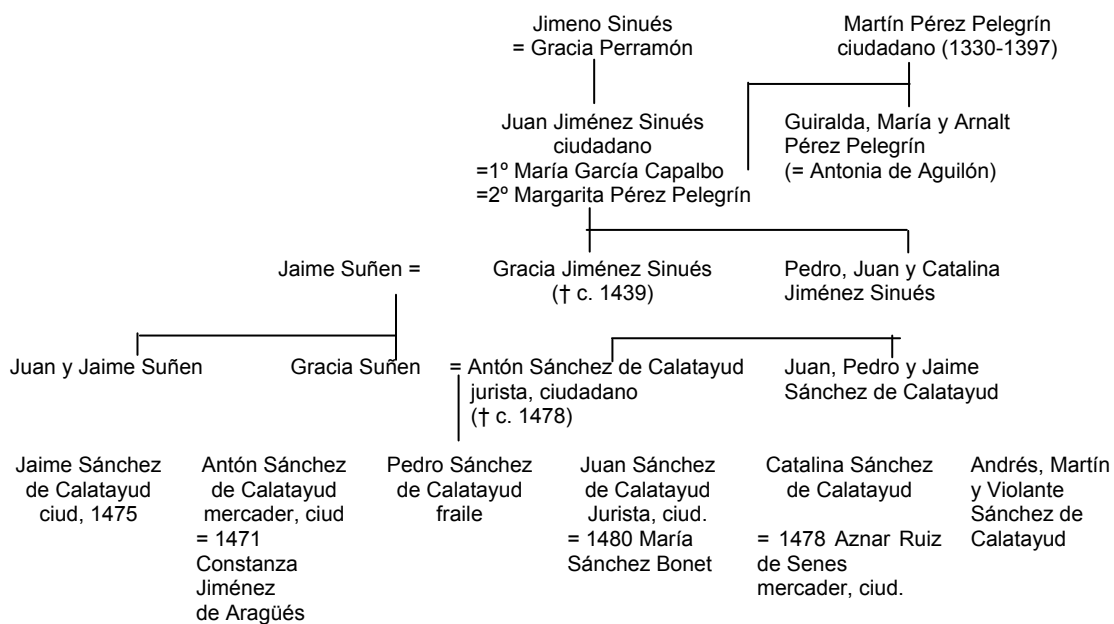 Jimeno Sinués
= Gracia Perramón
Martín Pérez Pelegrín
ciudadano (1330-1397)
Juan Jiménez Sinués
ciudadano
=1º María García Capalbo
=2º Margarita Pérez Pelegrín
Guiralda, María y Arnalt
Pérez Pelegrín
(= Antonia de Aguilón)
Jaime Suñen =
Gracia Jiménez Sinués
(† c. 1439)
Pedro, Juan y Catalina
Jiménez Sinués
Juan y Jaime Suñen
Gracia Suñen
= Antón Sánchez de Calatayud
jurista, ciudadano
(† c. 1478)
Juan, Pedro y Jaime
Sánchez de Calatayud
Jaime Sánchez
de Calatayud
ciud, 1475
Antón Sánchez
de Calatayud
mercader, ciud
= 1471
Constanza
Jiménez
de Aragüés
Pedro Sánchez
de Calatayud
fraile
Juan Sánchez
de Calatayud
Jurista, ciud.
= 1480 María
Sánchez Bonet
Catalina Sánchez
de Calatayud
= 1478 Aznar Ruiz
de Senes
mercader, ciud.
Andrés, Martín
y Violante
Sánchez de
Calatayud